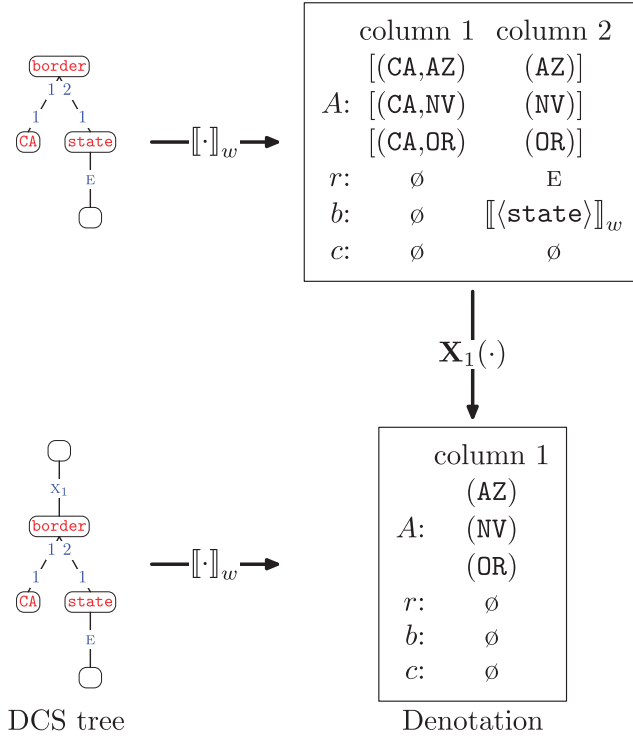 column 1 column 2
border [(CA,AZ) (AZ)]
1 2
1 1 A: [(CA,NV) (NV)]
CA state ⟦·⟧w [(CA,OR) (OR)]
E r: ø E
b: ø ⟦⟨state⟩⟧w
c: ø ø
X₁(·)
column 1
X₁ (AZ)
border A: (NV)
1 2
1 1 ⟦·⟧w (OR)
CA state r: ø
E b: ø
c: ø
DCS tree Denotation